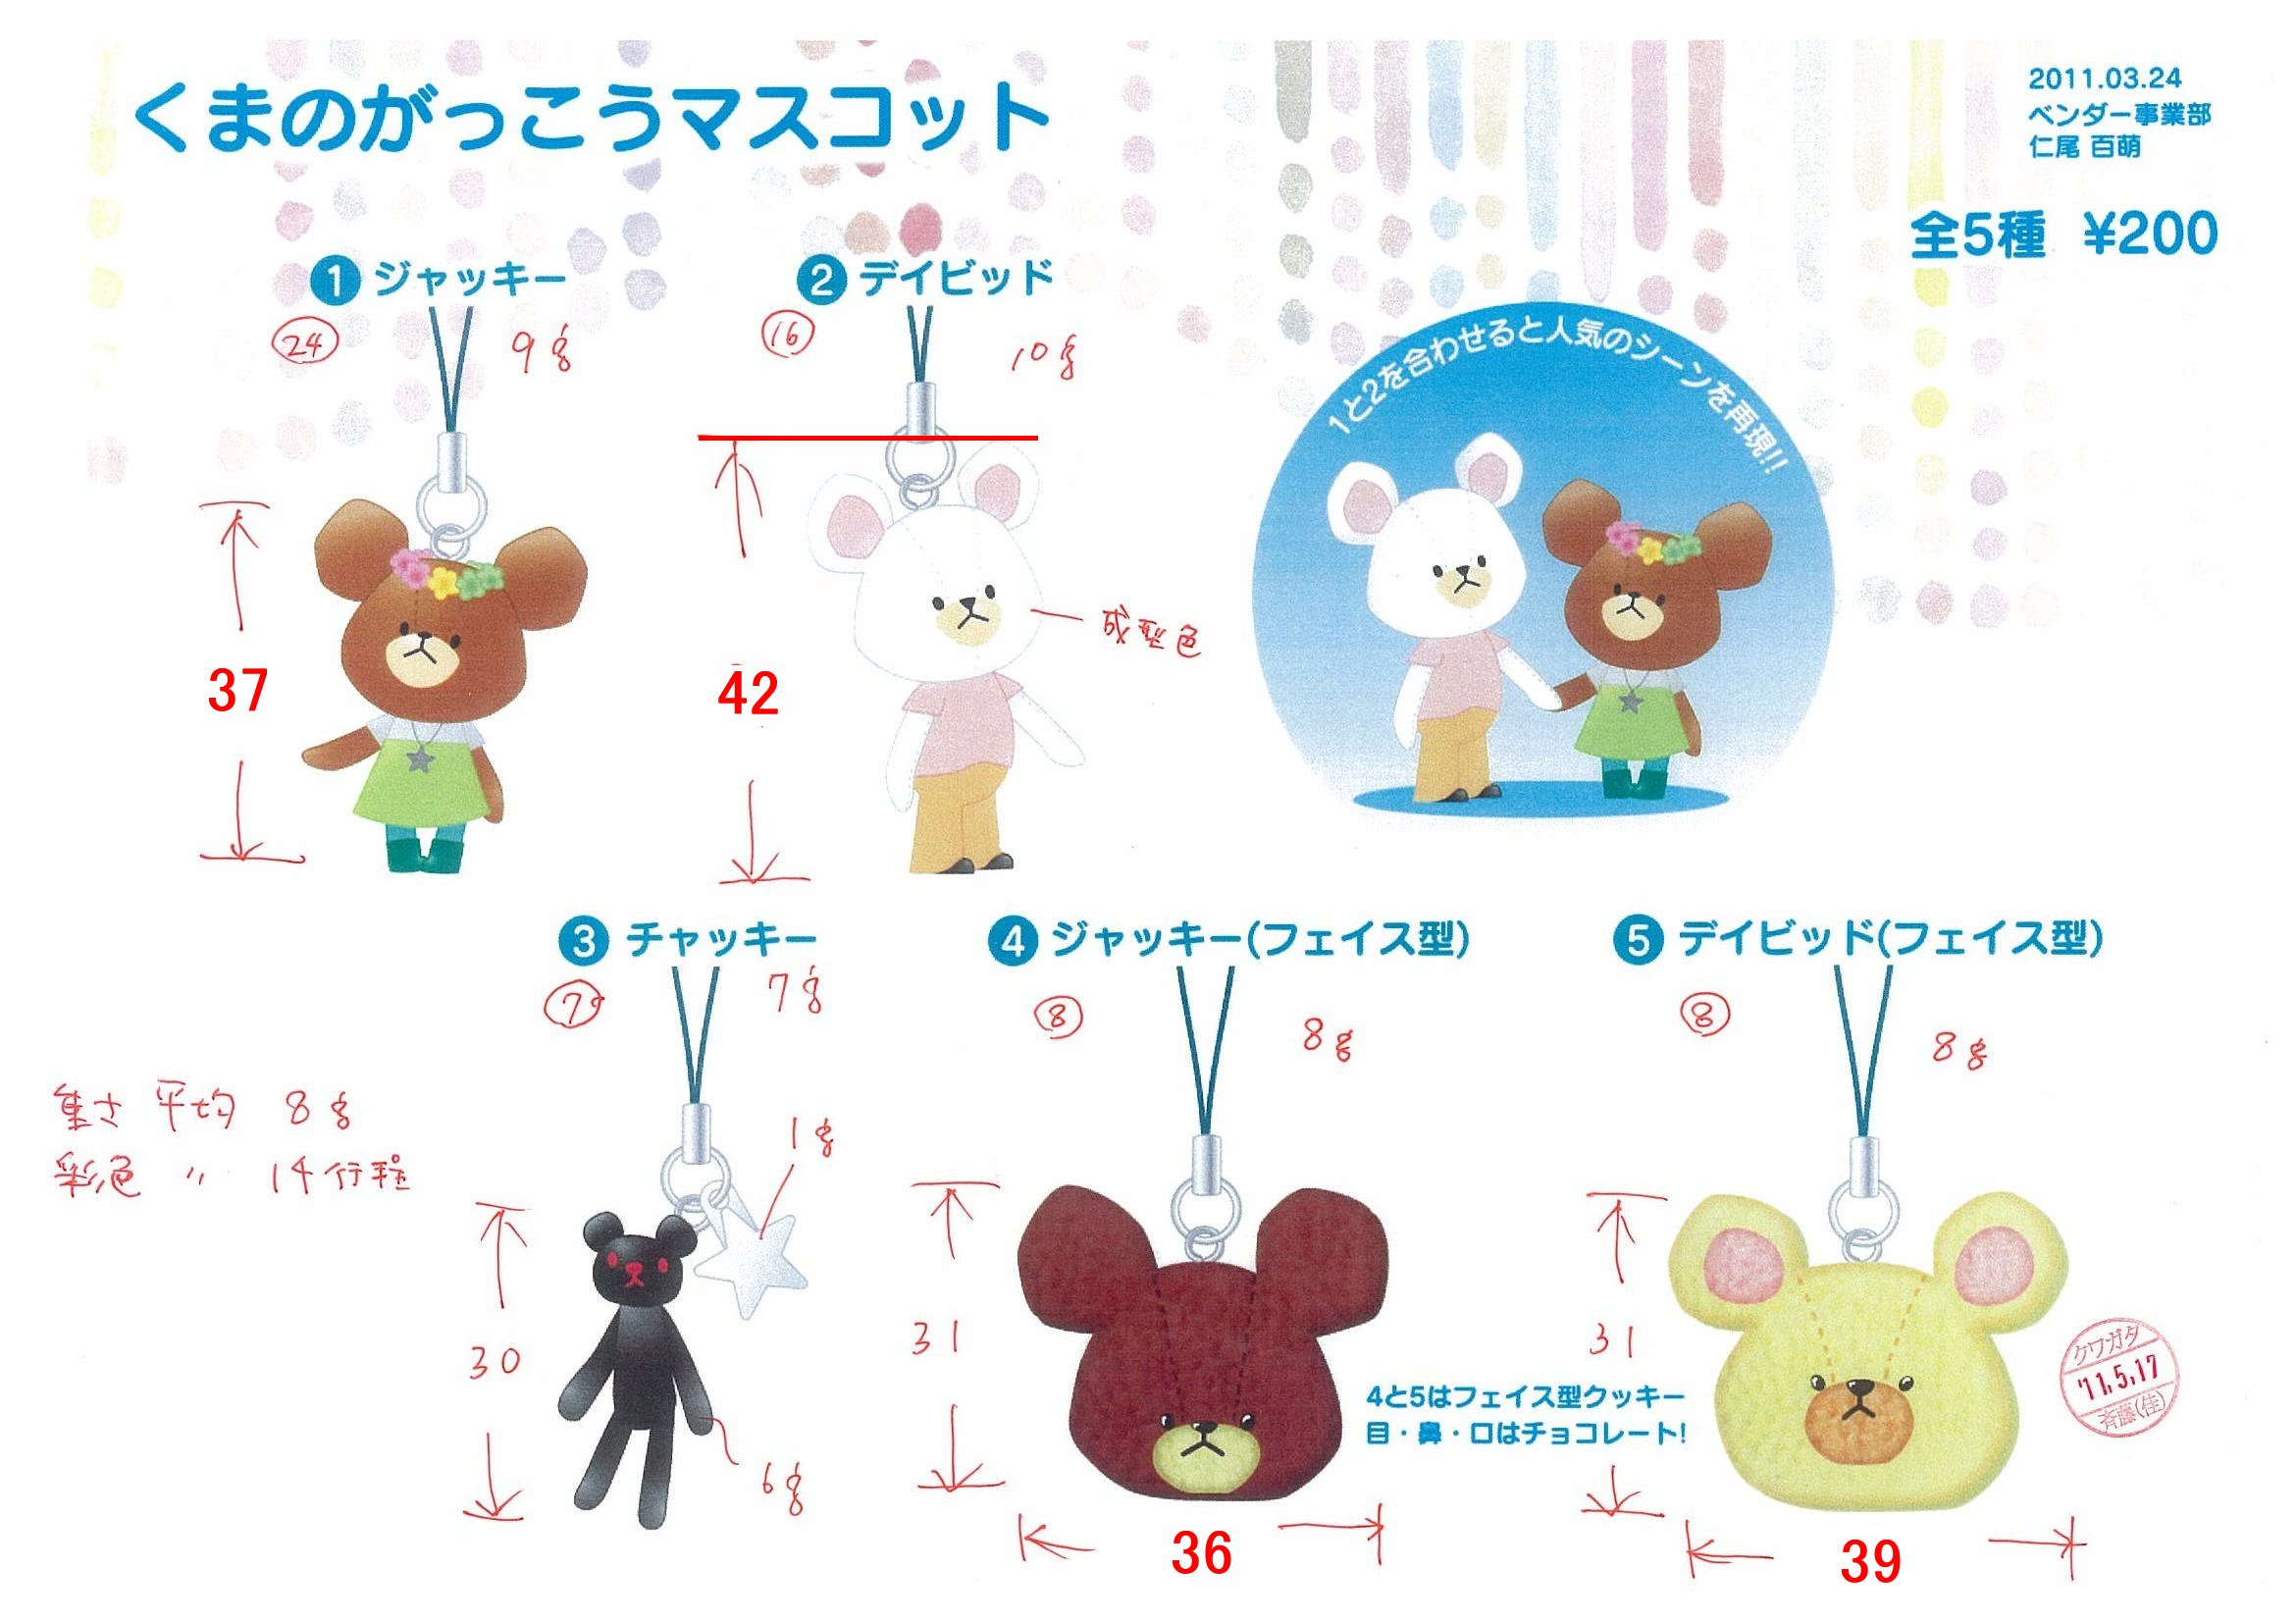 くまのがっこうマスコット
2011.03.24
ベンダー事業部
仁尾 百萌
全5種 ¥200
1 ジャッキー
24
9g
37
2 デイビッド
16
10g
42
成型色
1と2を合わせると人気のシーンを再現!!
3 チャッキー
7
7g
1g
30
6g
重さ 平均 8g
彩色 〃 14行程
4 ジャッキー(フェイス型)
8
8g
31
36
4と5はフェイス型クッキー
目・鼻・口はチョコレート!
5 デイビッド(フェイス型)
8
8g
31
39
クワガタ
'11.5.17
斉藤(佳)